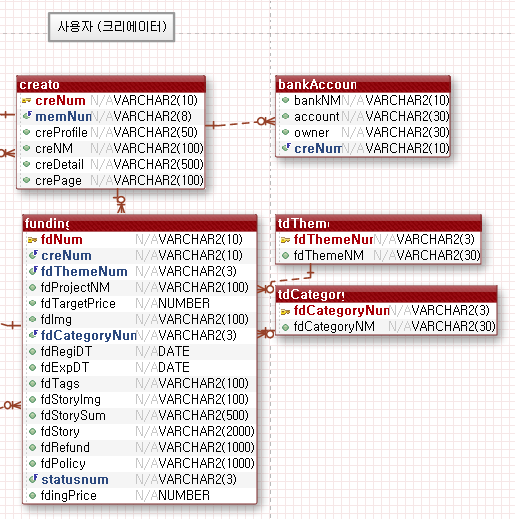 사용자 (크리에이터)
creato
creNum N/A VARCHAR2(10)
memNum N/A VARCHAR2(8)
creProfile N/A VARCHAR2(50)
creNM N/A VARCHAR2(100)
creDetail N/A VARCHAR2(500)
crePage N/A VARCHAR2(100)
bankAccoun
bankNM N/A VARCHAR2(10)
account N/A VARCHAR2(30)
owner N/A VARCHAR2(30)
creNum N/A VARCHAR2(10)
funding
fdNum N/A VARCHAR2(10)
creNum N/A VARCHAR2(10)
fdThemeNum N/A VARCHAR2(3)
fdProjectNM N/A VARCHAR2(100)
fdTargetPrice N/A NUMBER
fdImg N/A VARCHAR2(100)
fdCategoryNum N/A VARCHAR2(3)
fdRegiDT N/A DATE
fdExpDT N/A DATE
fdTags N/A VARCHAR2(100)
fdStoryImg N/A VARCHAR2(100)
fdStorySum N/A VARCHAR2(500)
fdStory N/A VARCHAR2(2000)
fdRefund N/A VARCHAR2(1000)
fdPolicy N/A VARCHAR2(1000)
statusnum N/A VARCHAR2(3)
fdingPrice N/A NUMBER
tdThem
fdThemeNum N/A VARCHAR2(3)
fdThemeNM N/A VARCHAR2(30)
tdCategory
fdCategoryNum N/A VARCHAR2(3)
fdCategoryNM N/A VARCHAR2(30)